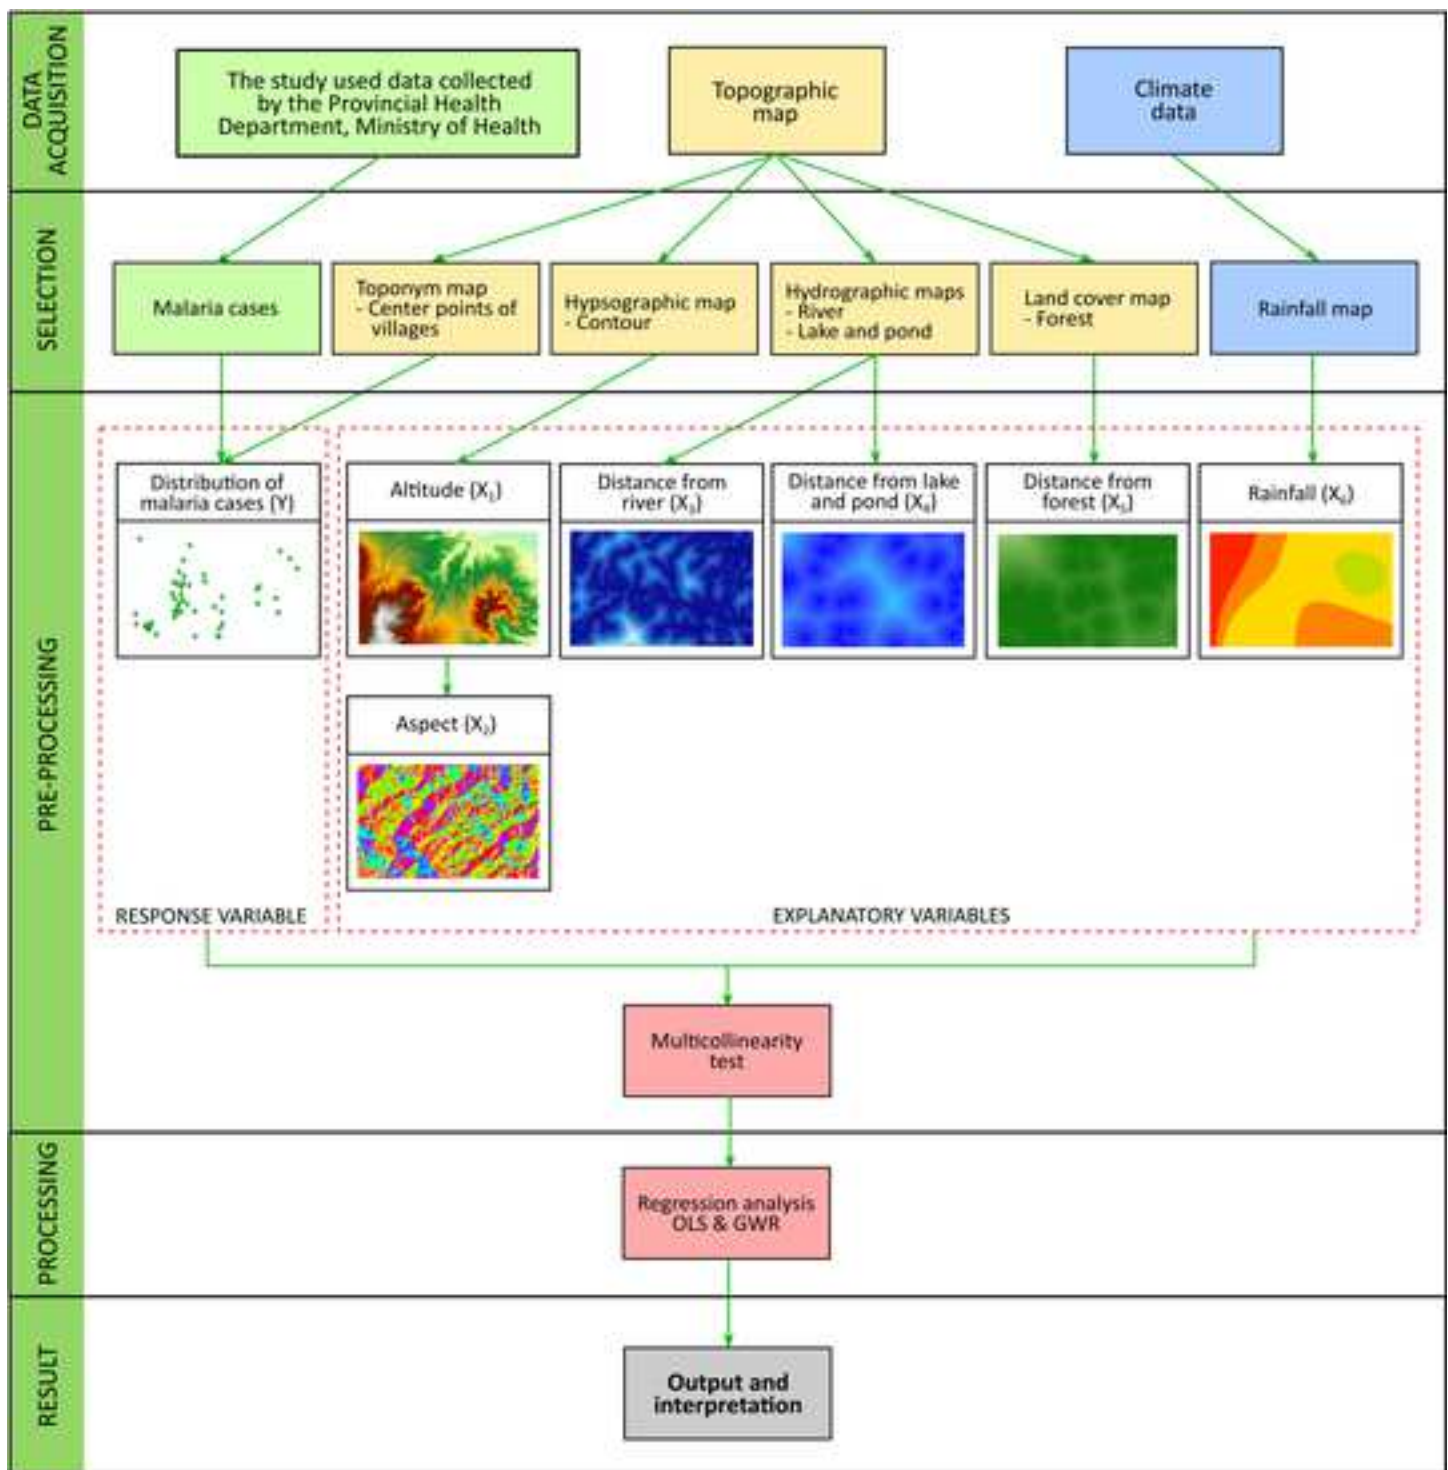 DATA
ACQUISITION
The study used data collected
by the Provincial Health
Department, Ministry of Health
Topographic
map
Climate
data
SELECTION
Malaria cases
Toponym map
- Center points of
villages
Hypsographic map
- Contour
Hydrographic maps
- River
- Lake and pond
Land cover map
- Forest
Rainfall map
PRE-PROCESSING
Distribution of
malaria cases (Y)
Altitude (X₁)
Distance from
river (X₃)
Distance from lake
and pond (X₄)
Distance from
forest (X₅)
Rainfall (X₆)
Aspect (X₂)
RESPONSE VARIABLE
EXPLANATORY VARIABLES
Multicollinearity
test
PROCESSING
Regression analysis
OLS & GWR
RESULT
Output and
interpretation